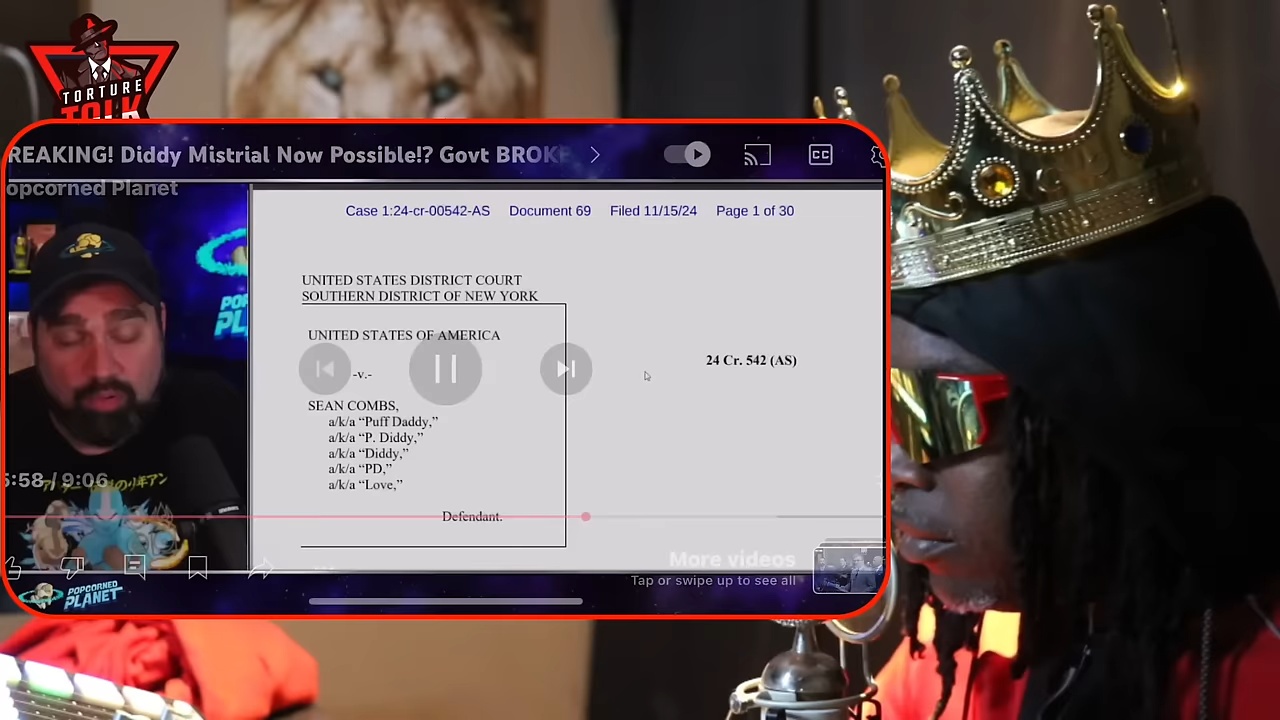 TORTURE
TALK
REAKING! Diddy Mistrial Now Possible!? Govt BROKE
opcorned Planet
Case 1:24-cr-00542-AS Document 69 Filed 11/15/24 Page 1 of 30
UNITED STATES DISTRICT COURT
SOUTHERN DISTRICT OF NEW YORK
UNITED STATES OF AMERICA
-v.-
24 Cr. 542 (AS)
SEAN COMBS,
a/k/a “Puff Daddy,”
a/k/a “P. Diddy,”
a/k/a “Diddy,”
a/k/a “PD,”
a/k/a “Love,”
Defendant.
5:58 / 9:06
More videos
Tap or swipe up to see all
POPCORNED
PLANET
CC